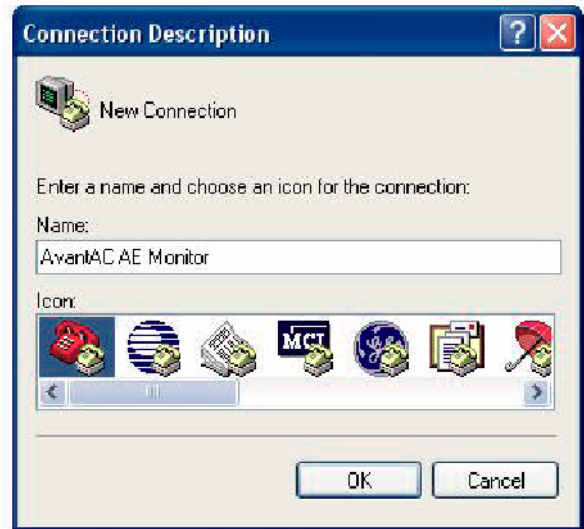 Connection Description
New Connection
Enter a name and choose an icon for the connection:
Name:
AvantAC AE Monitor
Icon:
MCI
OK
Cancel